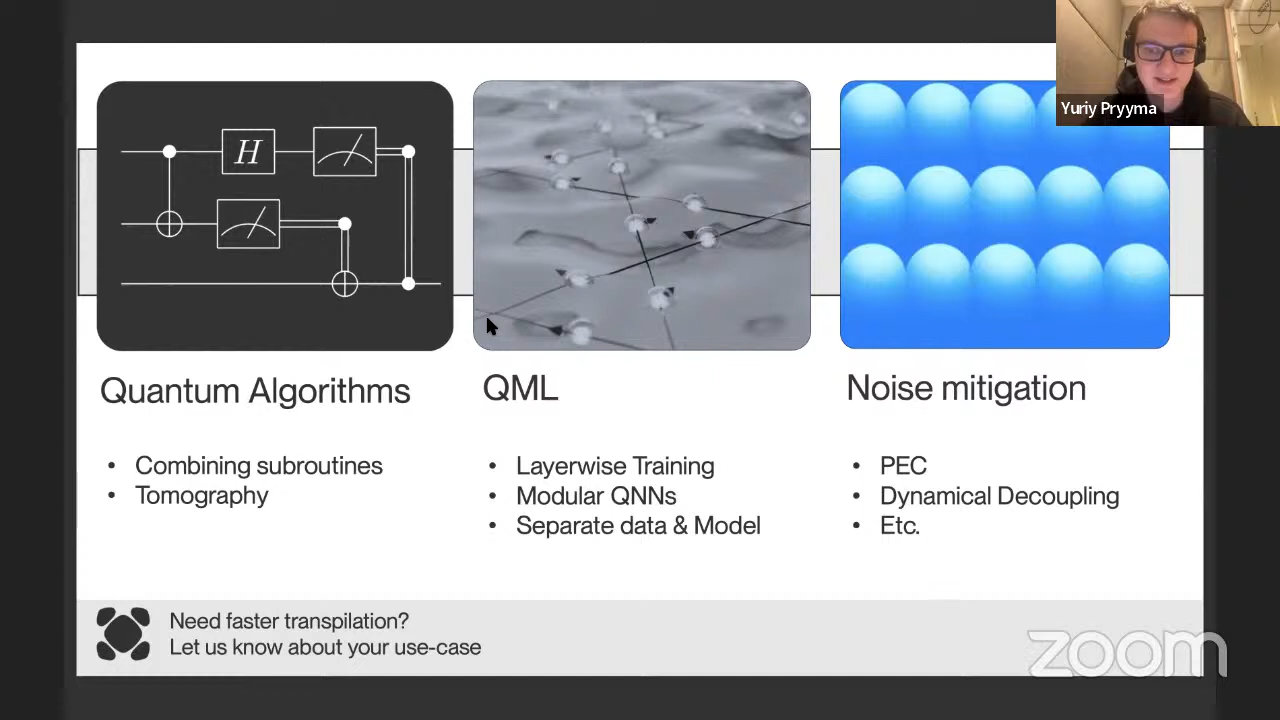 Yuriy Pryyma
H
Quantum Algorithms
• Combining subroutines
• Tomography
QML
• Layerwise Training
• Modular QNNs
• Separate data & Model
Noise mitigation
• PEC
• Dynamical Decoupling
• Etc.
Need faster transpilation?
Let us know about your use-case
zoom